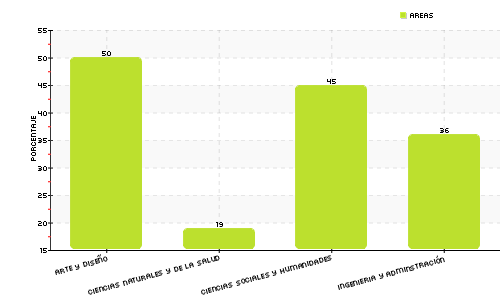 AREAS
55
50
45
40
35
30
25
20
15
PORCENTAJE
50
19
45
36
ARTE Y DISEÑO
CIENCIAS NATURALES Y DE LA SALUD
CIENCIAS SOCIALES Y HUMANIDADES
INGENIERIA Y ADMINSTRACIÓN